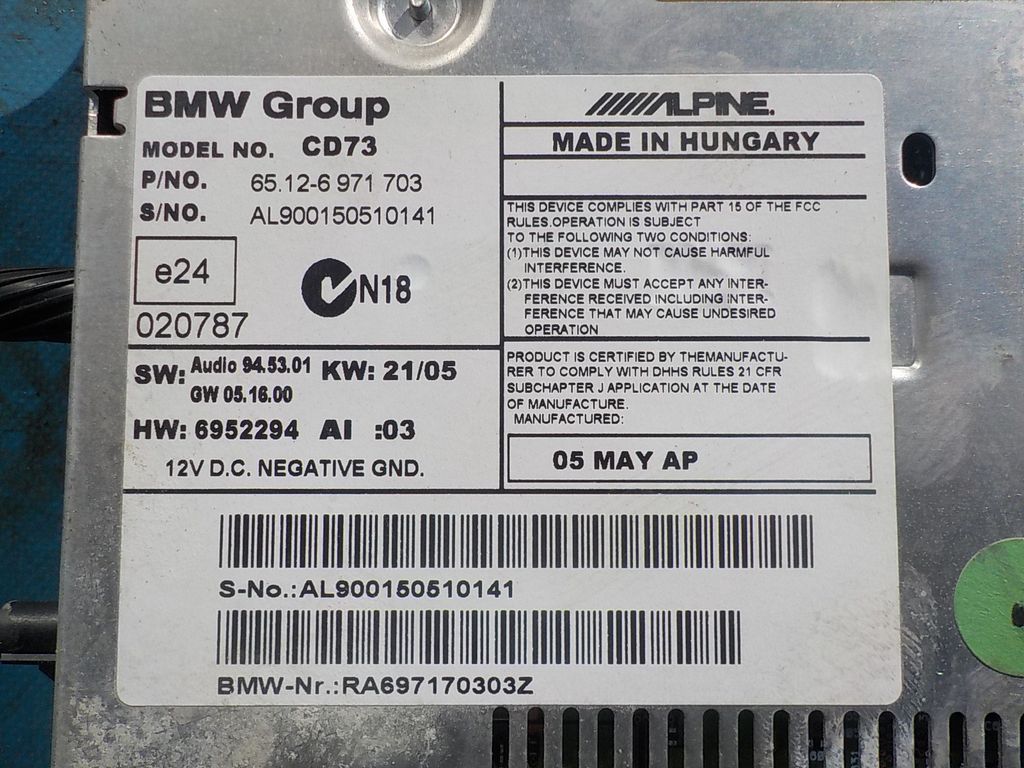 BMW Group
MODEL NO. CD73
P/NO. 65.12-6 971 703
S/NO. AL900150510141
e24
N18
020787
SW: Audio 94.53.01 KW: 21/05
GW 05.16.00
HW: 6952294 AI :03
12V D.C. NEGATIVE GND.
ALPINE.
MADE IN HUNGARY
THIS DEVICE COMPLIES WITH PART 15 OF THE FCC
RULES.OPERATION IS SUBJECT
TO THE FOLLOWING TWO CONDITIONS:
(1)THIS DEVICE MAY NOT CAUSE HARMFUL
INTERFERENCE.
(2)THIS DEVICE MUST ACCEPT ANY INTER-
FERENCE RECEIVED INCLUDING INTER-
FERENCE THAT MAY CAUSE UNDESIRED
OPERATION
PRODUCT IS CERTIFIED BY THEMANUFACTU-
RER TO COMPLY WITH DHHS RULES 21 CFR
SUBCHAPTER J APPLICATION AT THE DATE
OF MANUFACTURE.
MANUFACTURED:
05 MAY AP
S-No.:AL900150510141
BMW-Nr.:RA697170303Z